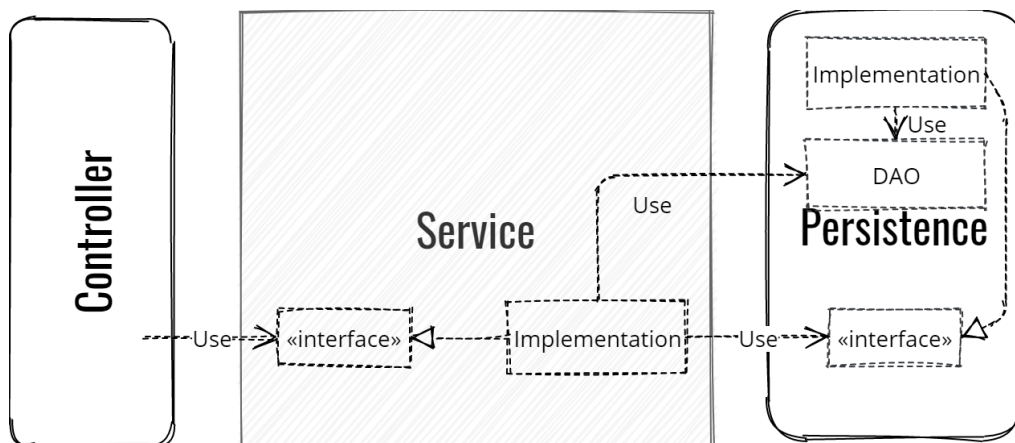 Controller
Service
Persistence
Implementation
Use
DAO
Use
Use
«interface»
Implementation
Use
«interface»